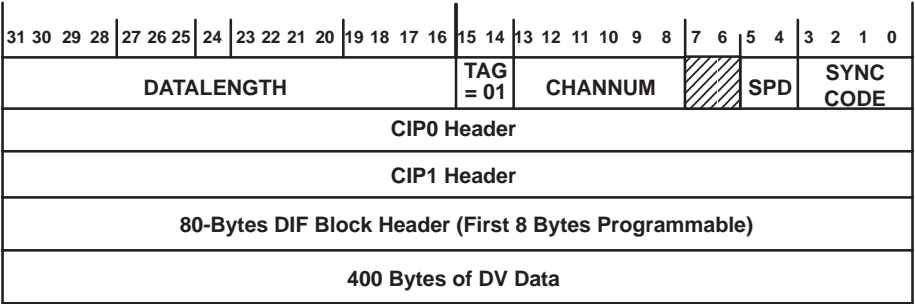 31 30 29 28 27 26 25 24 23 22 21 20 19 18 17 16 15 14 13 12 11 10 9 8 7 6 5 4 3 2 1 0
DATALENGTH TAG = 01 CHANNUM SPD SYNC CODE
CIP0 Header
CIP1 Header
80-Bytes DIF Block Header (First 8 Bytes Programmable)
400 Bytes of DV Data